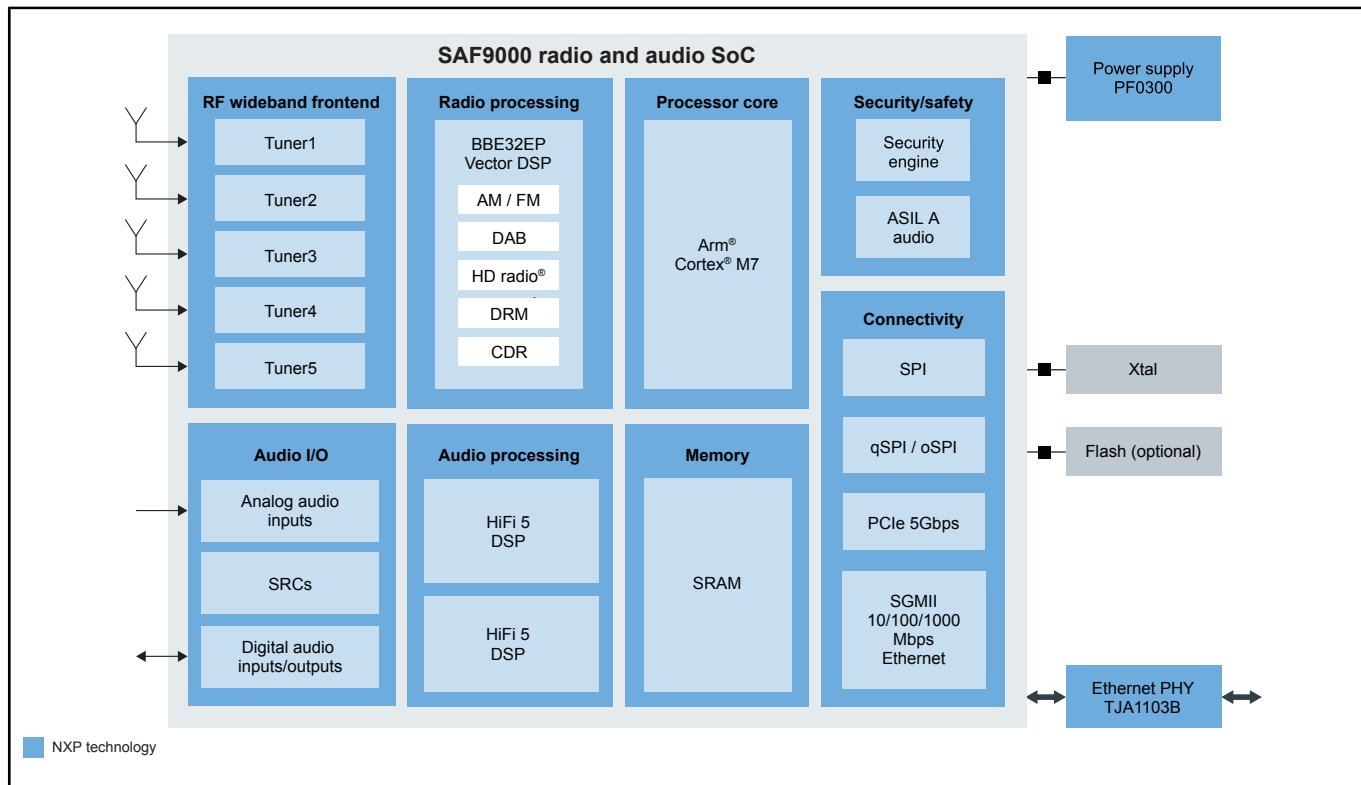 SAF9000 radio and audio SoC
RF wideband frontend
Tuner1
Tuner2
Tuner3
Tuner4
Tuner5
Radio processing
BBE32EP
Vector DSP
AM / FM
DAB
HD radio®
DRM
CDR
Processor core
Arm®
Cortex® M7
Security/safety
Security
engine
ASIL A
audio
Connectivity
SPI
qSPI / oSPI
PCIe 5Gbps
SGMII
10/100/1000
Mbps
Ethernet
Audio I/O
Analog audio
inputs
SRCs
Digital audio
inputs/outputs
Audio processing
HiFi 5
DSP
HiFi 5
DSP
Memory
SRAM
Power supply
PF0300
Xtal
Flash (optional)
Ethernet PHY
TJA1103B
NXP technology